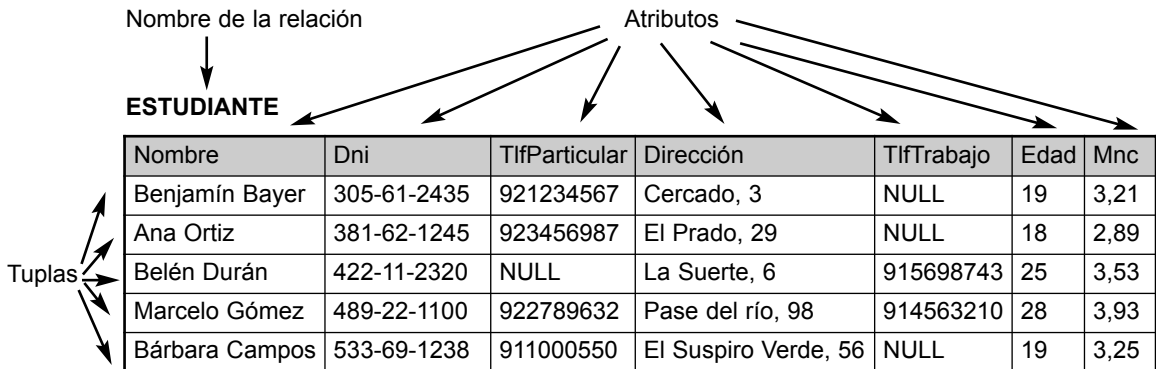 Nombre de la relación
Atributos
ESTUDIANTE
Nombre Dni TlfParticular Dirección TlfTrabajo Edad Mnc
Benjamín Bayer 305-61-2435 921234567 Cercado, 3 NULL 19 3,21
Ana Ortiz 381-62-1245 923456987 El Prado, 29 NULL 18 2,89
Tuplas
Belén Durán 422-11-2320 NULL La Suerte, 6 915698743 25 3,53
Marcelo Gómez 489-22-1100 922789632 Pase del río, 98 914563210 28 3,93
Bárbara Campos 533-69-1238 911000550 El Suspiro Verde, 56 NULL 19 3,25